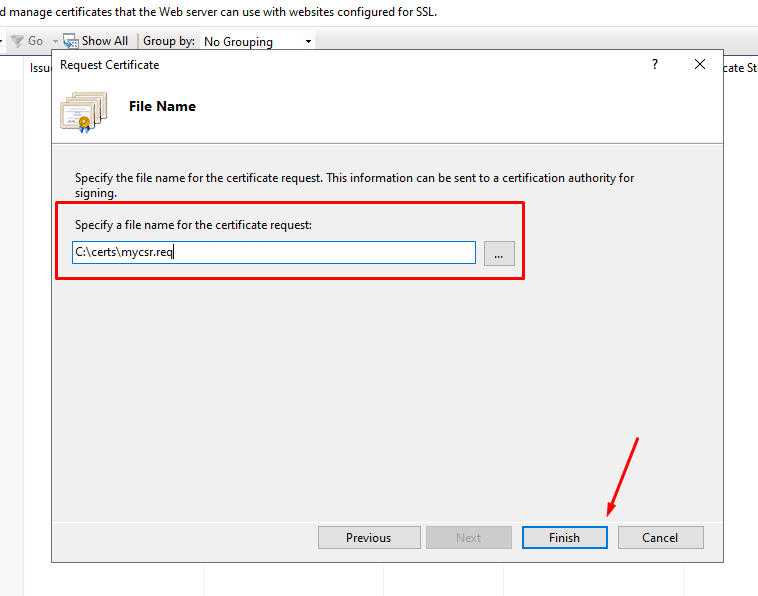 d manage certificates that the Web server can use with websites configured for SSL.
Go Show All Group by: No Grouping
Issu
cate St
Request Certificate ?
File Name
Specify the file name for the certificate request. This information can be sent to a certification authority for
signing.
Specify a file name for the certificate request:
C:\certs\mycsr.req
...
Previous Next Finish Cancel